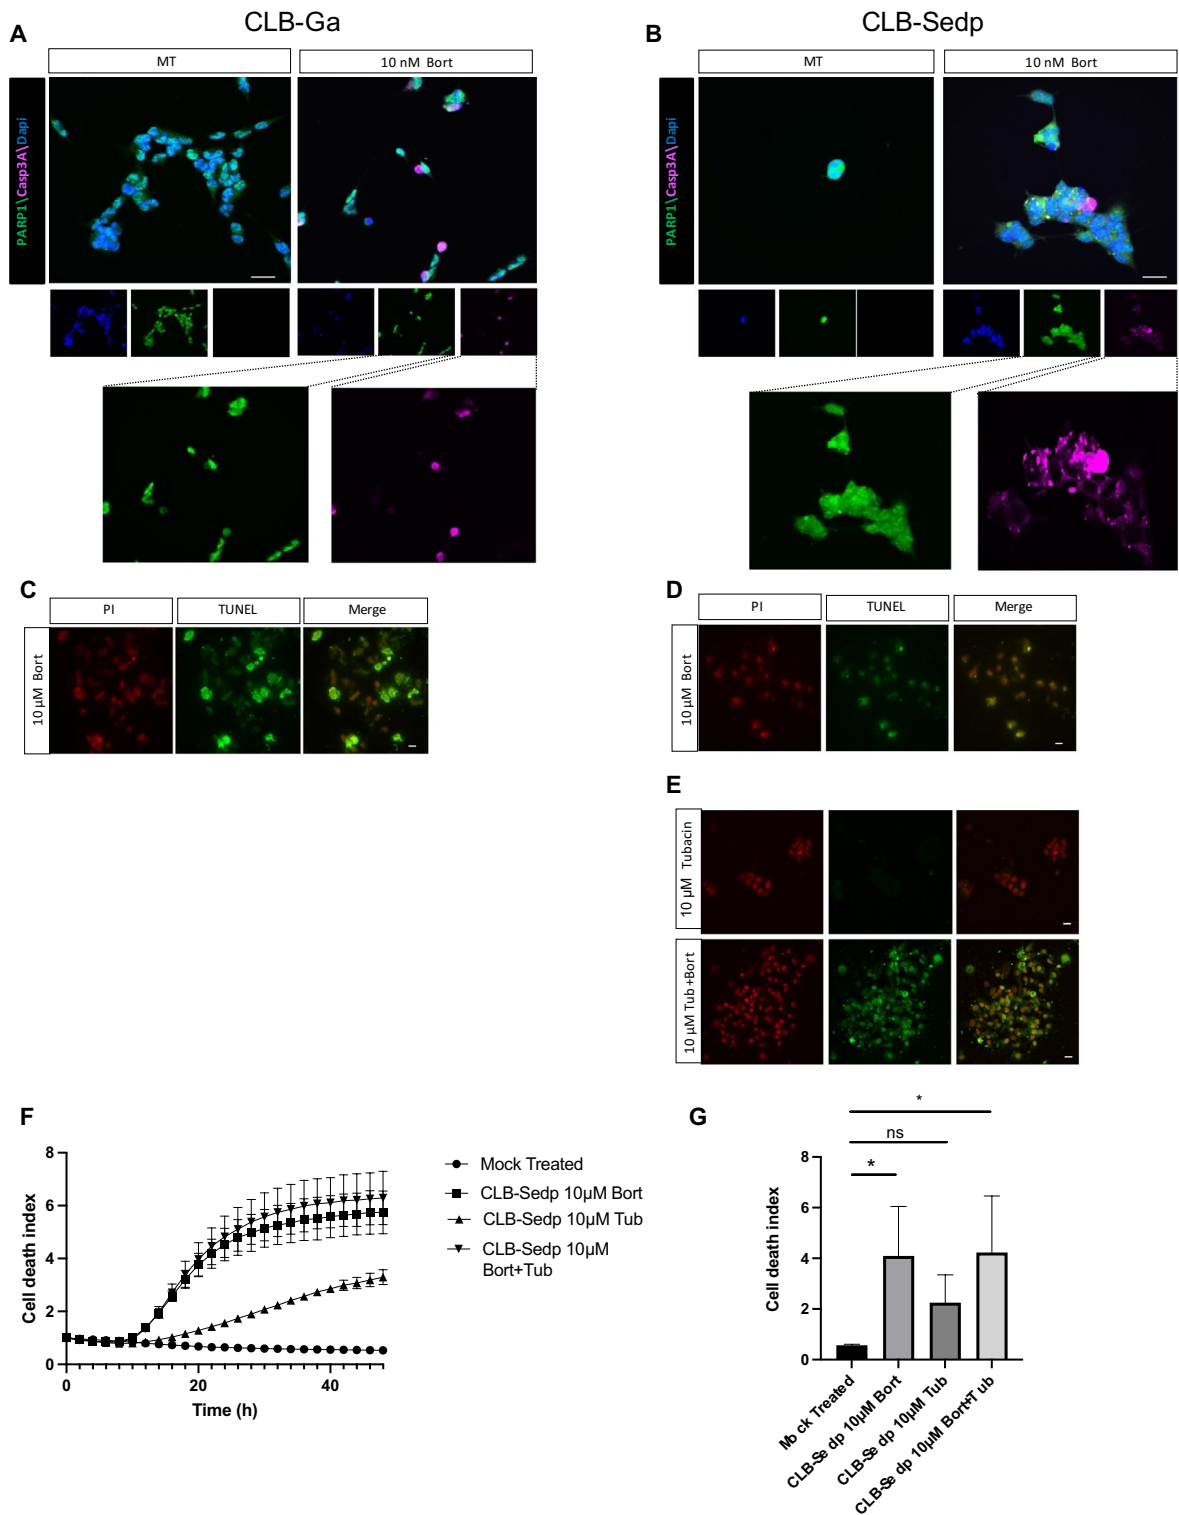 CLB-Ga
CLB-Sedp
A
B
MT
10 nM Bort
MT
10 nM Bort
PARP1\Casp3A\Dapi
PARP1\Casp3A\Dapi
C
D
PI
TUNEL
Merge
PI
TUNEL
Merge
10 µM Bort
10 µM Bort
E
10 µM Tubacin
10 µM Tub+Bort
F
G
Cell death index
8
6
4
2
0
0
20
40
Time (h)
Mock Treated
CLB-Sedp 10µM Bort
CLB-Sedp 10µM Tub
CLB-Sedp 10µM
Bort+Tub
*
ns
*
Cell death index
8
6
4
2
0
Mock Treated
CLB-Sedp 10µM Bort
CLB-Sedp 10µM Tub
CLB-Sedp 10µM Bort+Tub